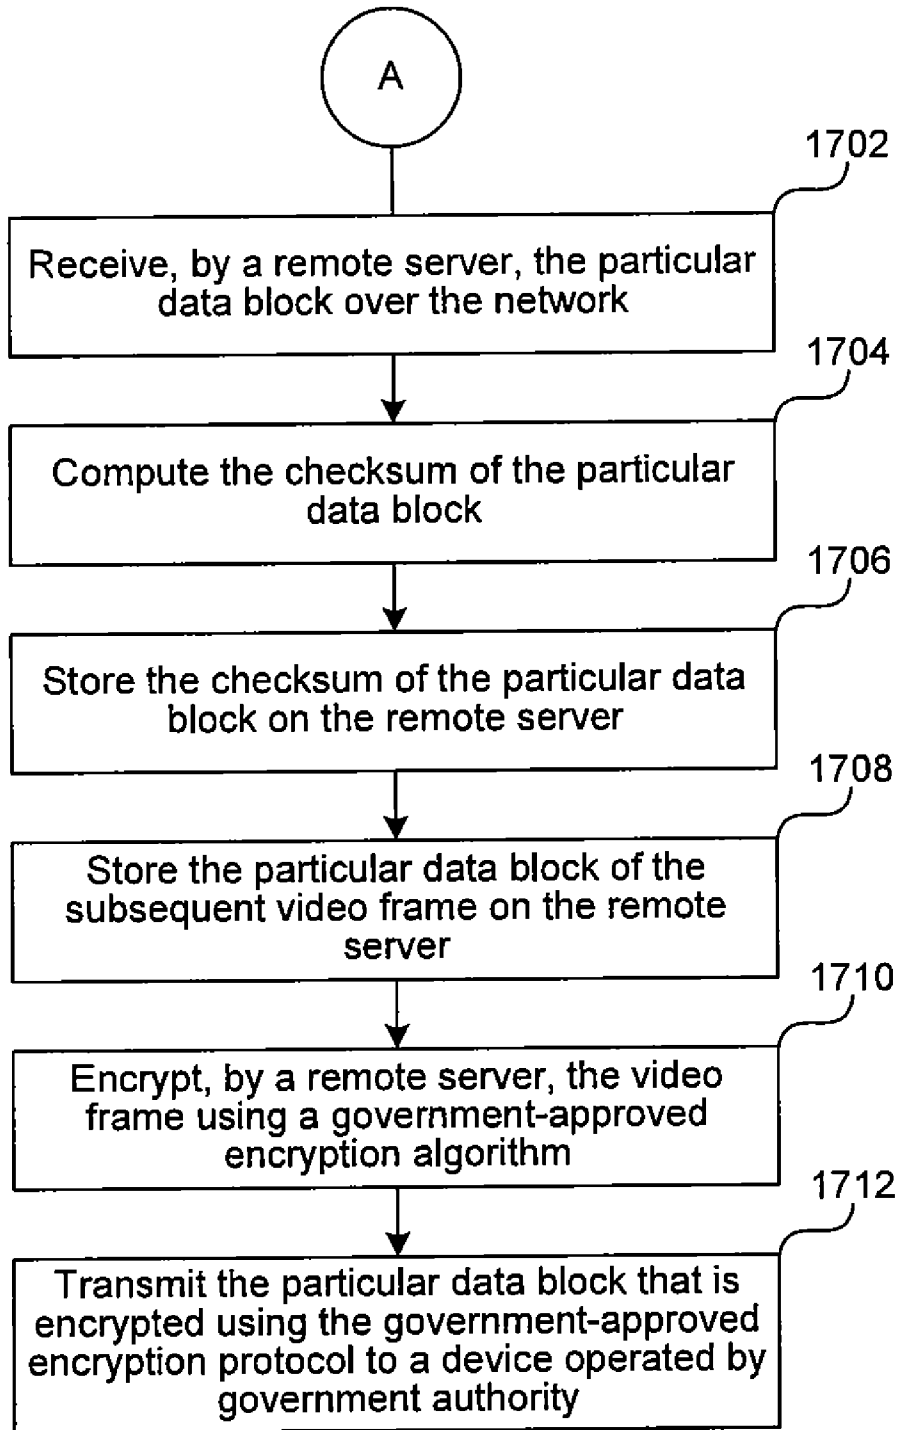 A
1702
Receive, by a remote server, the particular
data block over the network
1704
Compute the checksum of the particular
data block
1706
Store the checksum of the particular data
block on the remote server
1708
Store the particular data block of the
subsequent video frame on the remote
server
1710
Encrypt, by a remote server, the video
frame using a government-approved
encryption algorithm
1712
Transmit the particular data block that is
encrypted using the government-approved
encryption protocol to a device operated by
government authority